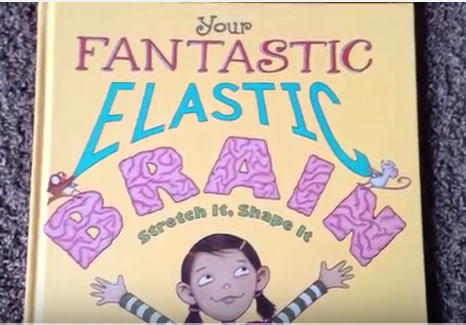 Your
FANTASTIC
ELASTIC
BRAIN
Stretch It, Shape It